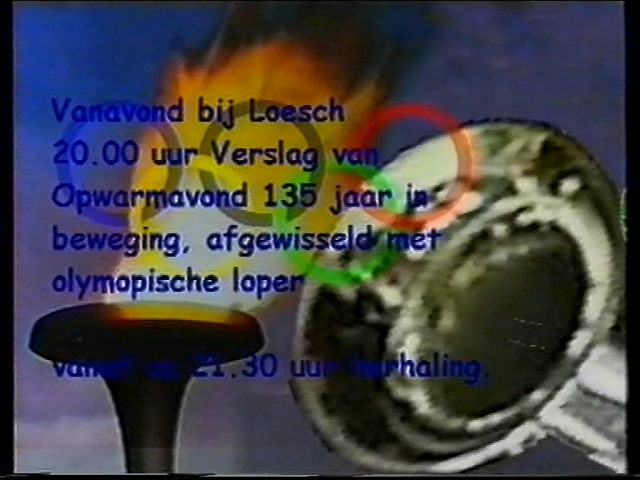 Vanavond bij Loesch
20.00 uur Verslag van
Opwarmavond 135 jaar in
beweging, afgewisseld met
olymopische loper
vanaf ca 21.30 uur herhaling.